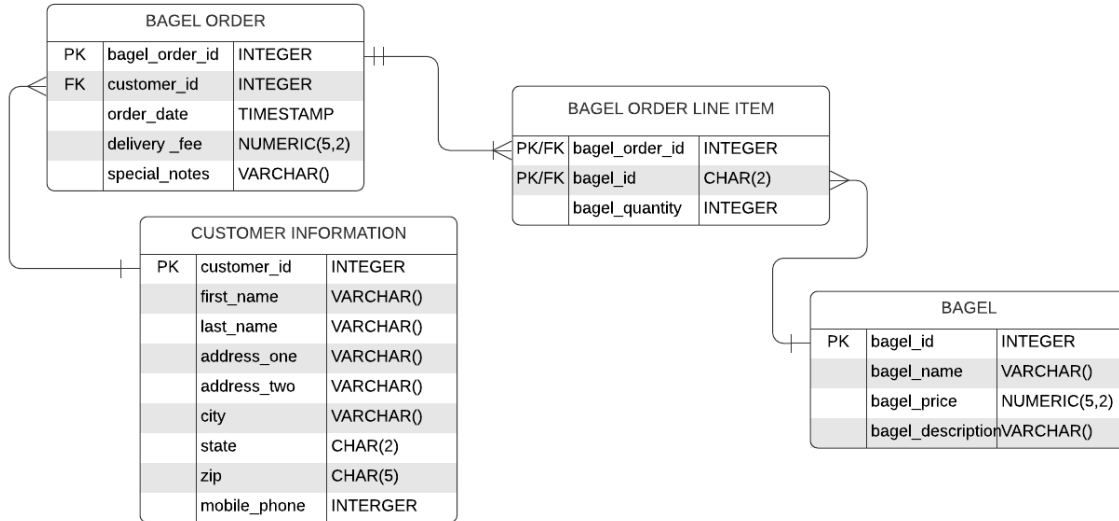 BAGEL ORDER
PK bagel_order_id INTEGER
FK customer_id INTEGER
order_date TIMESTAMP
delivery _fee NUMERIC(5,2)
special_notes VARCHAR()
BAGEL ORDER LINE ITEM
PK/FK bagel_order_id INTEGER
PK/FK bagel_id CHAR(2)
bagel_quantity INTEGER
CUSTOMER INFORMATION
PK customer_id INTEGER
first_name VARCHAR()
last_name VARCHAR()
address_one VARCHAR()
address_two VARCHAR()
city VARCHAR()
state CHAR(2)
zip CHAR(5)
mobile_phone INTERGER
BAGEL
PK bagel_id INTEGER
bagel_name VARCHAR()
bagel_price NUMERIC(5,2)
bagel_description VARCHAR()